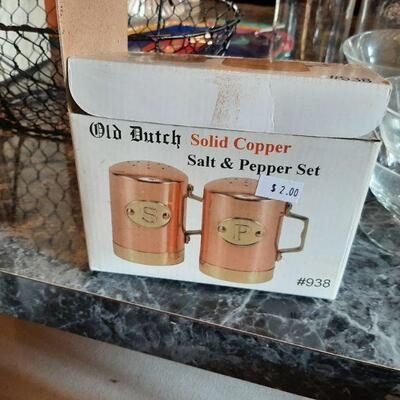 #938
Old Dutch Solid Copper
Salt & Pepper Set
$ 2.00
S
P
#938